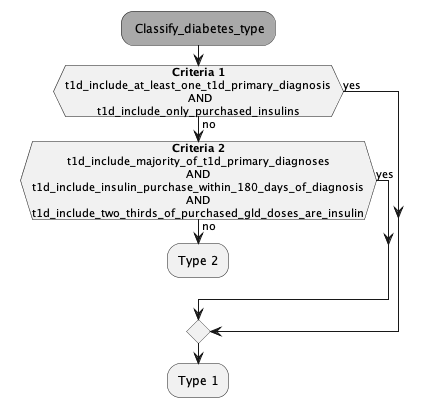 Classify_diabetes_type
Criteria 1
t1d_include_at_least_one_t1d_primary_diagnosis
AND
t1d_include_only_purchased_insulins
yes
no
Criteria 2
t1d_include_majority_of_t1d_primary_diagnoses
AND
t1d_include_insulin_purchase_within_180_days_of_diagnosis
AND
t1d_include_two_thirds_of_purchased_gld_doses_are_insulin
yes
no
Type 2
Type 1